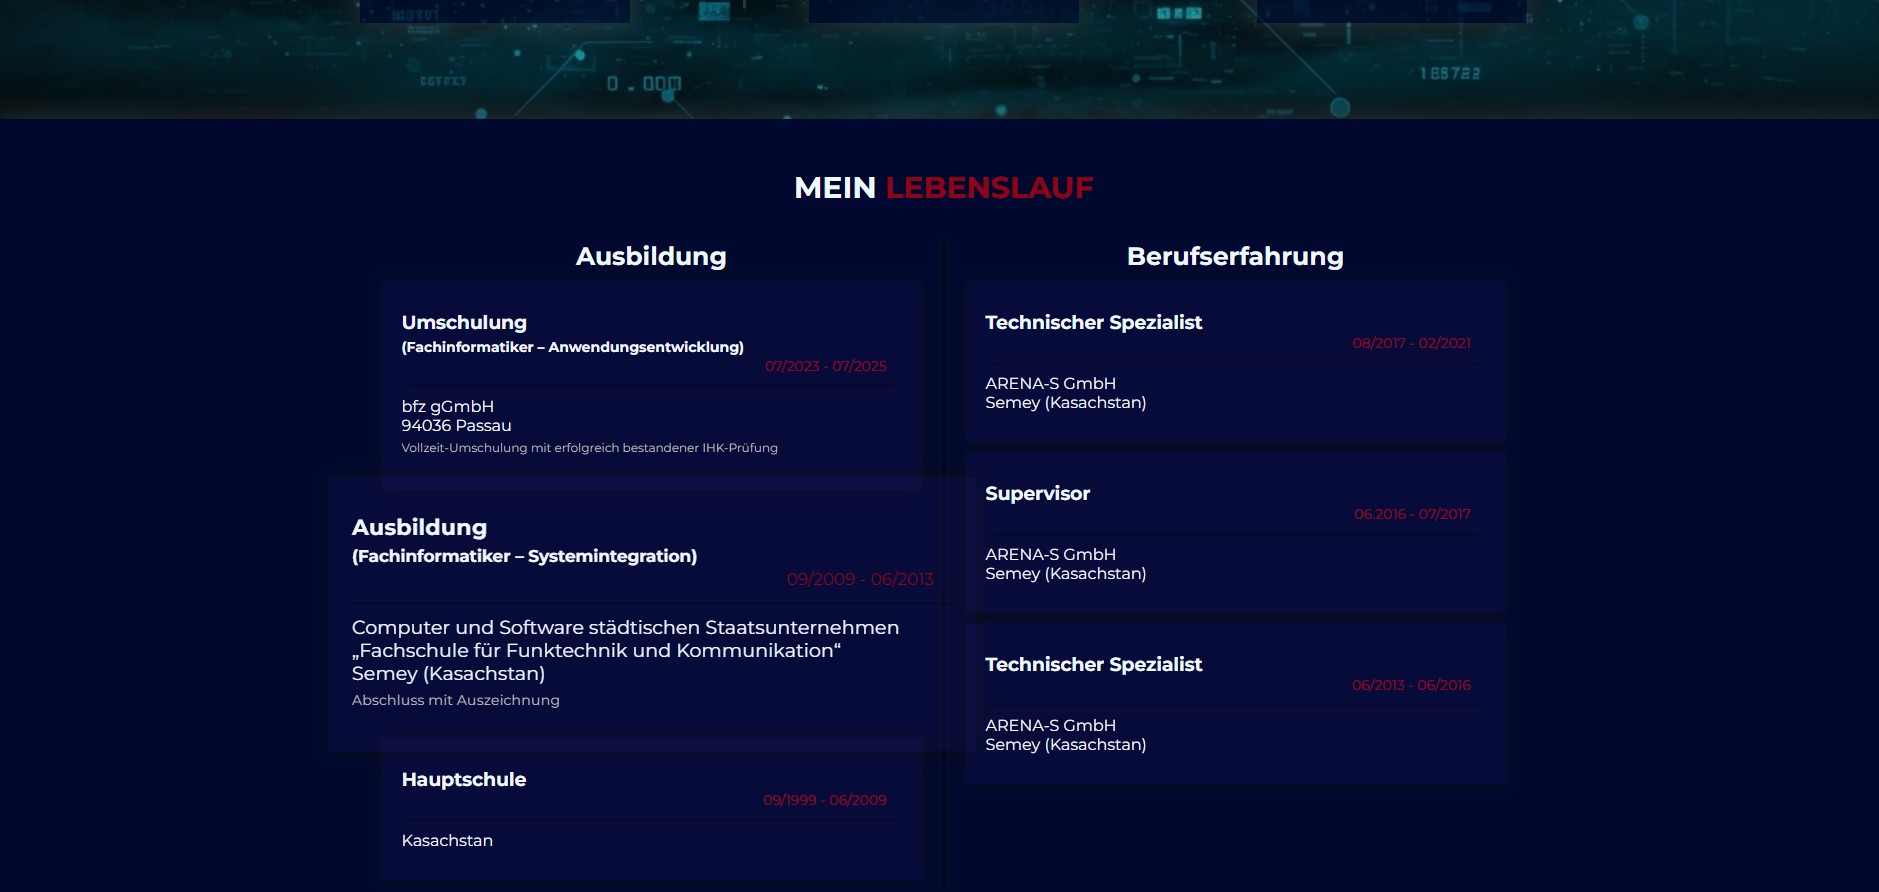 0 . 00M
185722
MEIN LEBENSLAUF
Ausbildung
Umschulung
(Fachinformatiker – Anwendungsentwicklung)
07/2023 - 07/2025
bfz gGmbH
94036 Passau
Vollzeit-Umschulung mit erfolgreich bestandener IHK-Prüfung
Ausbildung
(Fachinformatiker – Systemintegration)
09/2009 - 06/2013
Computer und Software städtischen Staatsunternehmen
„Fachschule für Funktechnik und Kommunikation“
Semey (Kasachstan)
Abschluss mit Auszeichnung
Hauptschule
09/1999 - 06/2009
Kasachstan
Berufserfahrung
Technischer Spezialist
08/2017 - 02/2021
ARENA-S GmbH
Semey (Kasachstan)
Supervisor
06.2016 - 07/2017
ARENA-S GmbH
Semey (Kasachstan)
Technischer Spezialist
06/2013 - 06/2016
ARENA-S GmbH
Semey (Kasachstan)